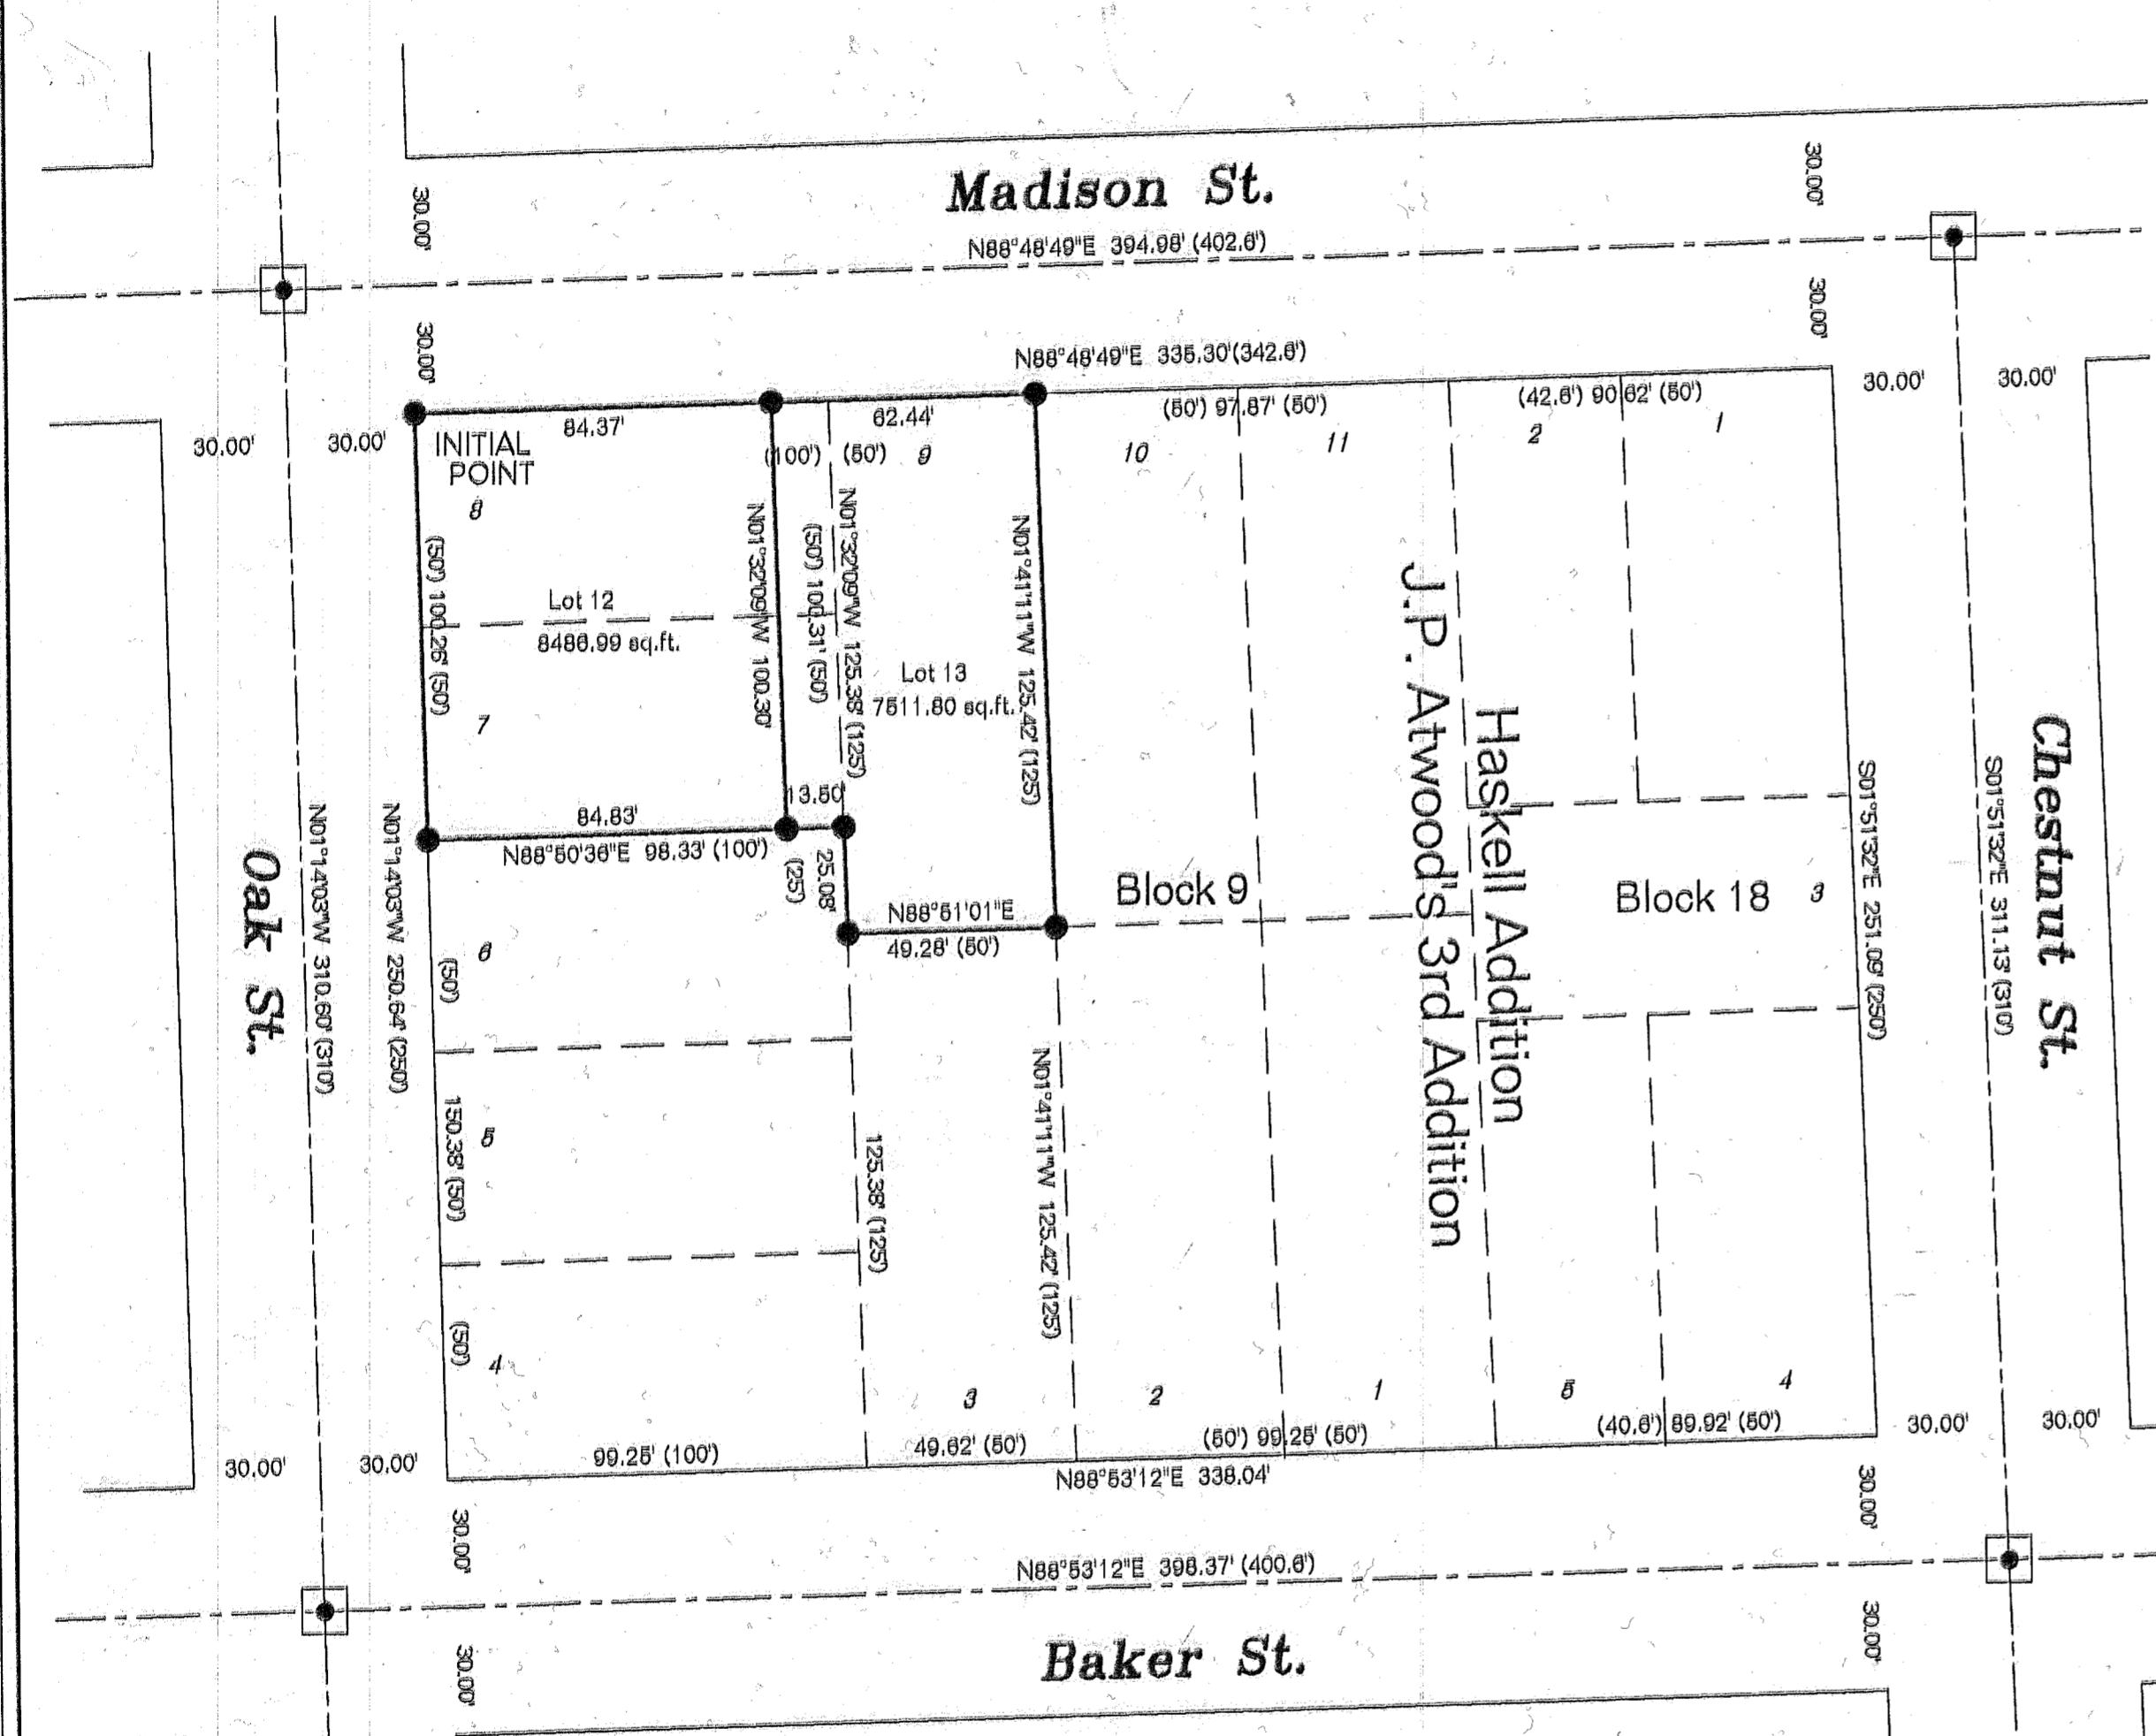 Madison St.
N88°48'49"E 394.98' (402.6')
30.00'
30.00'
30.00'
30.00'
N88°48'49"E 335.30'(342.6')
30.00'
30.00'
30.00'
30.00'
84.37'
62.44'
(50') 97.87' (50')
(42.6') 90.62' (50')
INITIAL
POINT
(100')
(50')
9
10
11
2
1
8
(50') 100.26' (50')
N01°32'09"W 100.30'
(50') 100.31' (50')
N01°32'09"W 125.38' (125')
N01°41'11"W 125.42' (125')
Lot 12
8486.99 sq.ft.
Lot 13
7511.80 sq.ft.
7
13.50'
84.83'
N88°50'36"E 98.33' (100')
(25')
25.08'
N88°51'01"E
49.28' (50')
Block 9
J.P. Atwood's 3rd Addition
Haskell Addition
Block 18
3
S01°51'32"E 251.09' (250')
S01°51'32"E 311.13' (310')
Chestnut St.
Oak St.
N01°14'03"W 310.60' (310')
N01°14'03"W 250.64' (250')
6
(50')
150.38' (50')
5
(50')
4
125.38' (125')
N01°41'11"W 125.42' (125')
3
2
1
5
4
99.25' (100')
49.62' (50')
(50') 99.25' (50')
(40.6') 89.92' (50')
30.00'
30.00'
30.00'
30.00'
N88°53'12"E 338.04'
30.00'
30.00'
N88°53'12"E 398.37' (400.6')
30.00'
30.00'
Baker St.